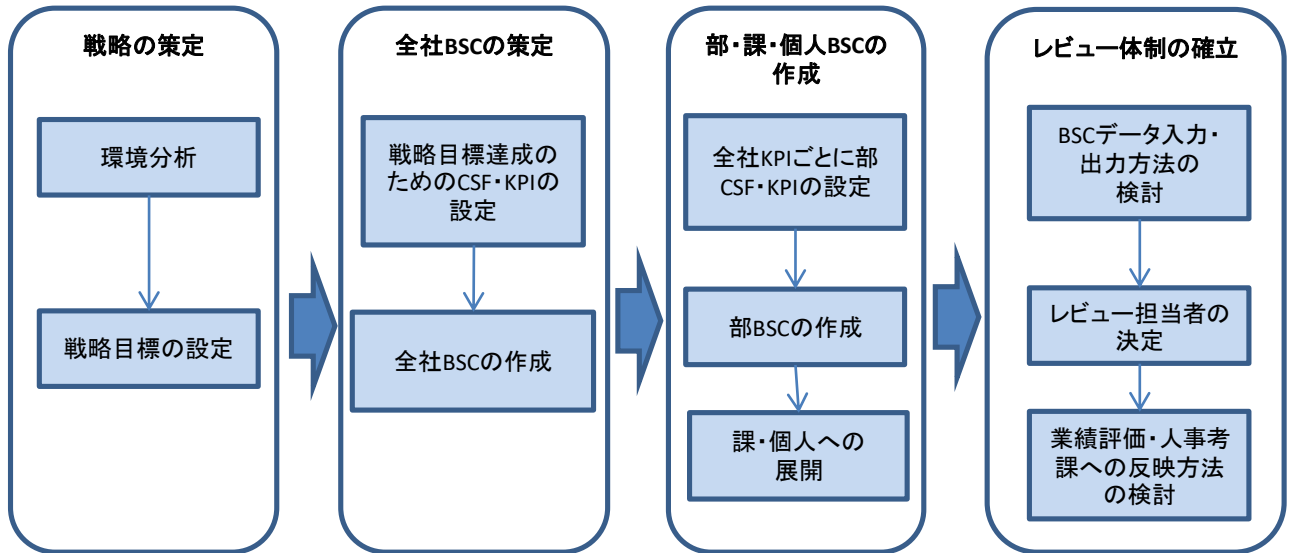 戦略の策定
環境分析
戦略目標の設定
全社BSCの策定
戦略目標達成の
ためのCSF・KPIの
設定
全社BSCの作成
部・課・個人BSCの
作成
全社KPIごとに部
CSF・KPIの設定
部BSCの作成
課・個人への
展開
レビュー体制の確立
BSCデータ入力・
出力方法の
検討
レビュー担当者の
決定
業績評価・人事考
課への反映方法
の検討